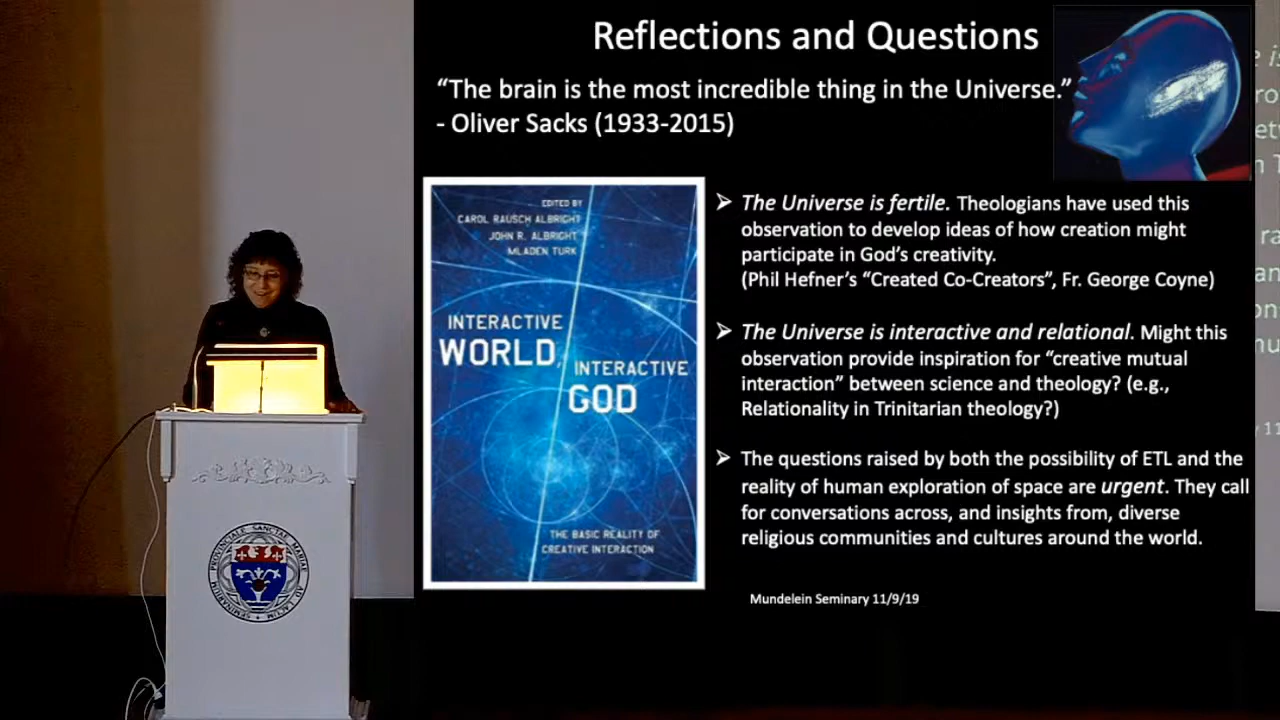 Reflections and Questions
“The brain is the most incredible thing in the Universe.”
- Oliver Sacks (1933-2015)
EDITED BY
CAROL RAUSCH ALBRIGHT
JOHN R. ALBRIGHT
MLADEN TURK
INTERACTIVE
WORLD,
INTERACTIVE
GOD
THE BASIC REALITY OF
CREATIVE INTERACTION
➢ The Universe is fertile. Theologians have used this
observation to develop ideas of how creation might
participate in God’s creativity.
(Phil Hefner’s “Created Co-Creators”, Fr. George Coyne)
➢ The Universe is interactive and relational. Might this
observation provide inspiration for “creative mutual
interaction” between science and theology? (e.g.,
Relationality in Trinitarian theology?)
➢ The questions raised by both the possibility of ETL and the
reality of human exploration of space are urgent. They call
for conversations across, and insights from, diverse
religious communities and cultures around the world.
Mundelein Seminary 11/9/19
SEMINARIUM PROVINCIALE SANCTAE MARIAE AD LACUM